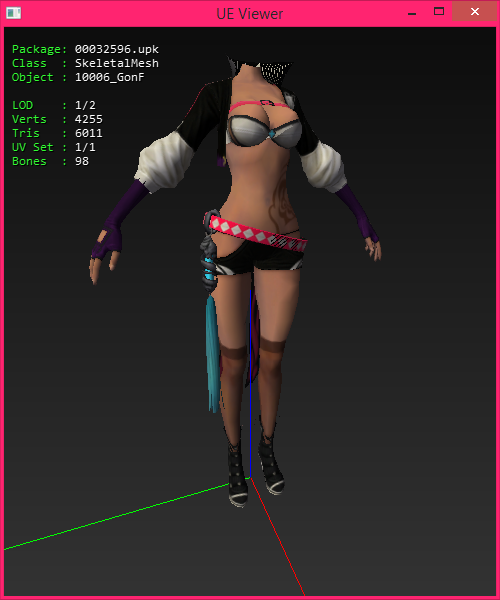 UE Viewer
Package: 00032596.upk
Class  : SkeletalMesh
Object : 10006_GonF
LOD    : 1/2
Verts  : 4255
Tris   : 6011
UV Set : 1/1
Bones  : 98